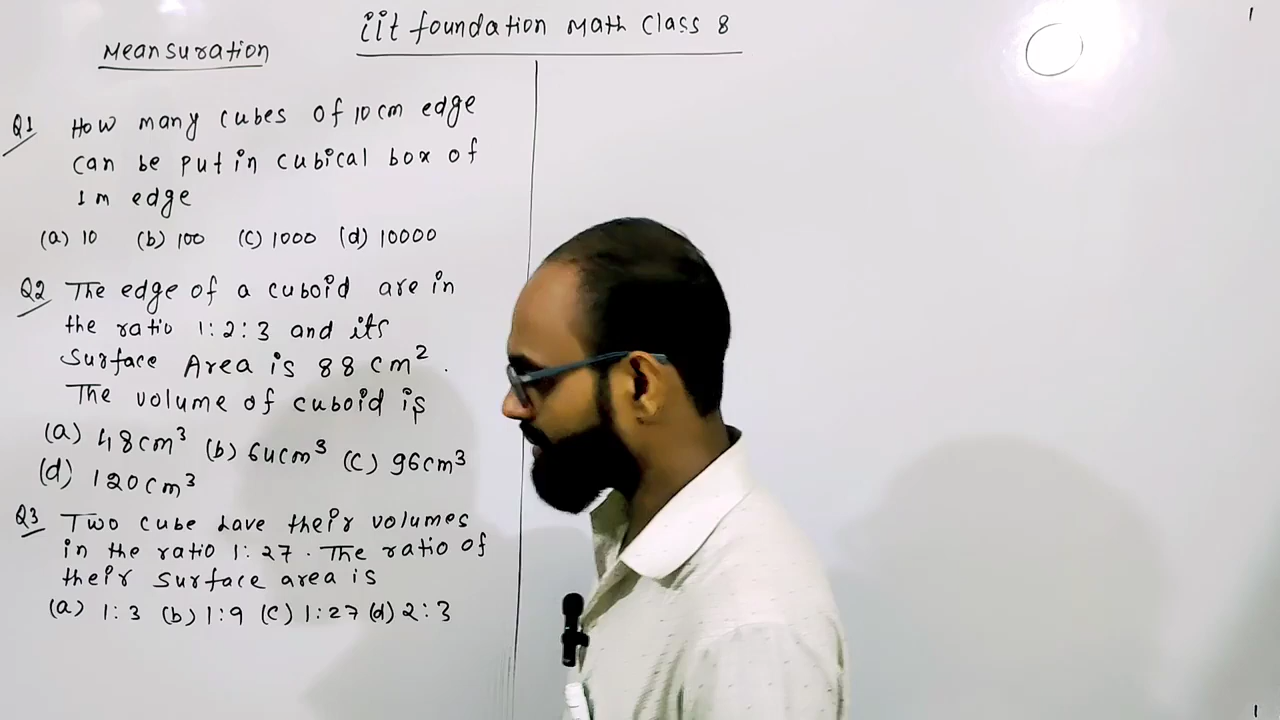 iit foundation Math Class 8
Meansuration
Q1 How many cubes of 10 cm edge
can be put in cubical box of
1 m edge
(a) 10 (b) 100 (c) 1000 (d) 10000
Q2 The edge of a cuboid are in
the ratio 1:2:3 and its
surface Area is 88 cm².
The volume of cuboid is
(a) 48cm³ (b) 64cm³ (c) 96cm³
(d) 120cm³
Q3 Two cube have their volumes
in the ratio 1:27. The ratio of
their surface area is
(a) 1:3 (b) 1:9 (c) 1:27 (d) 2:3